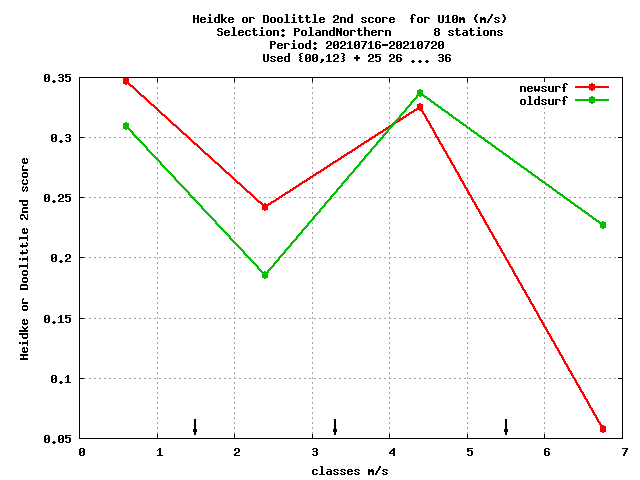 Heidke or Doolittle 2nd score  for U10m (m/s)
Selection: PolandNorthern      8 stations
Period: 20210716-20210720
Used {00,12} + 25 26 ... 36
newsurf
oldsurf
0.35
0.3
0.25
0.2
0.15
0.1
0.05
Heidke or Doolittle 2nd score
0 1 2 3 4 5 6 7
classes m/s